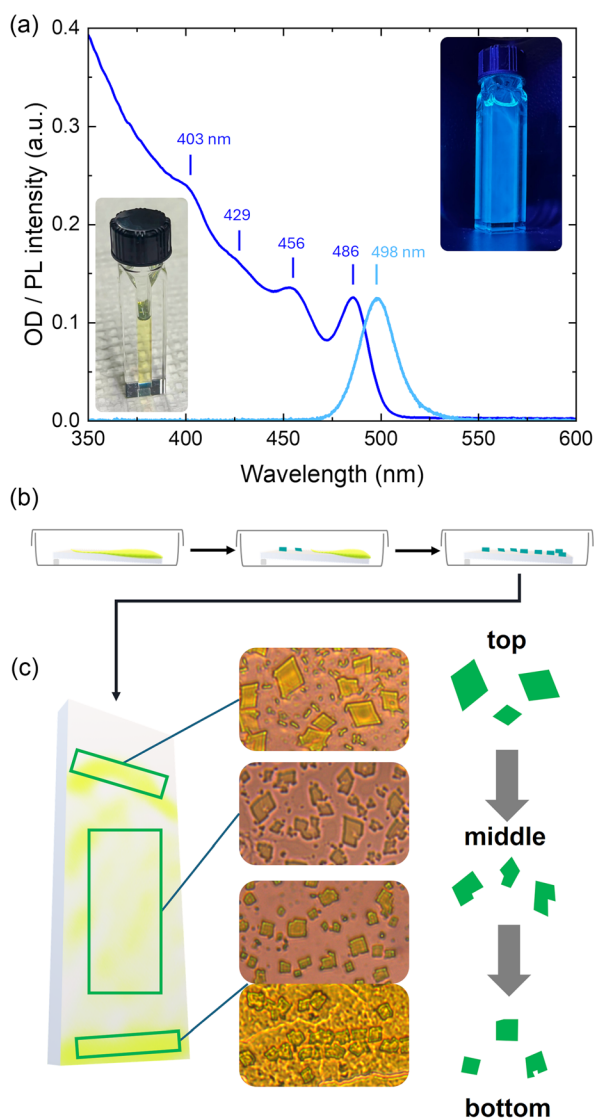 (a)
0.4
0.3
0.2
0.1
0.0
OD / PL intensity (a.u.)
403 nm
429
456
486
498 nm
350
400
450
500
550
600
Wavelength (nm)
(b)
(c)
top
middle
bottom